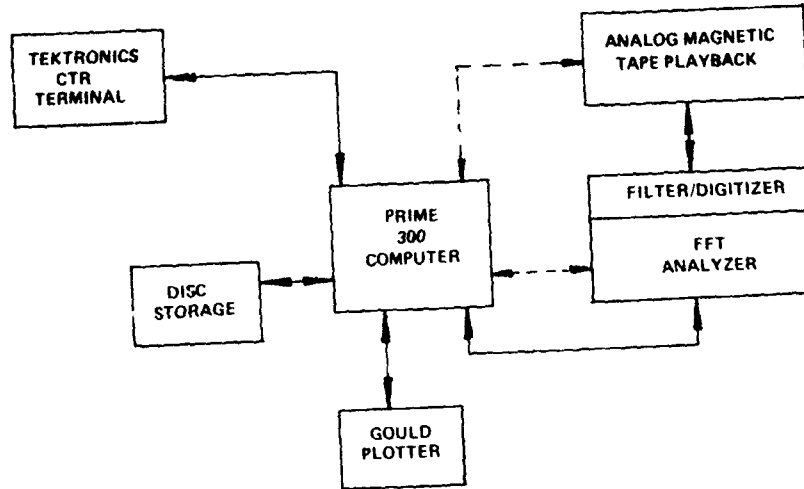 TEKTRONICS
CTR
TERMINAL
ANALOG MAGNETIC
TAPE PLAYBACK
FILTER/DIGITIZER
FFT
ANALYZER
PRIME
300
COMPUTER
DISC
STORAGE
GOULD
PLOTTER